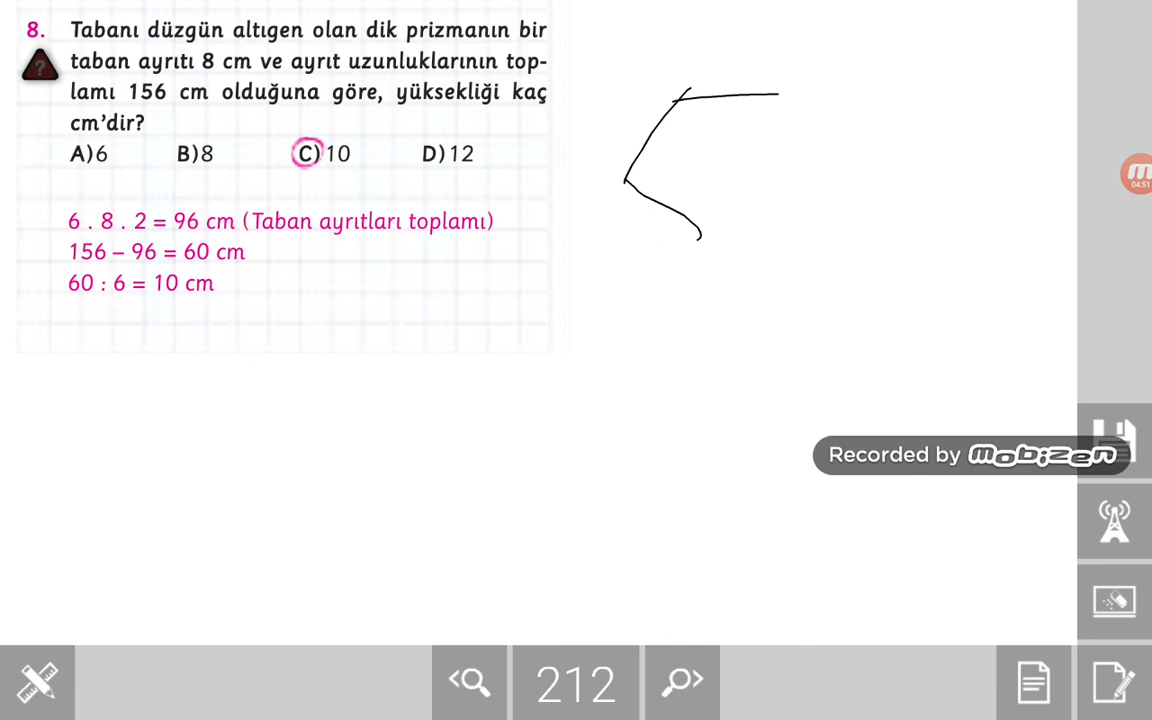 8. Tabanı düzgün altıgen olan dik prizmanın bir
taban ayrıtı 8 cm ve ayrıt uzunluklarının top-
lamı 156 cm olduğuna göre, yüksekliği kaç
cm’dir?
A) 6 B) 8 C) 10 D) 12
6 . 8 . 2 = 96 cm (Taban ayrıtları toplamı)
156 – 96 = 60 cm
60 : 6 = 10 cm
04:51
Recorded by mobizen
212